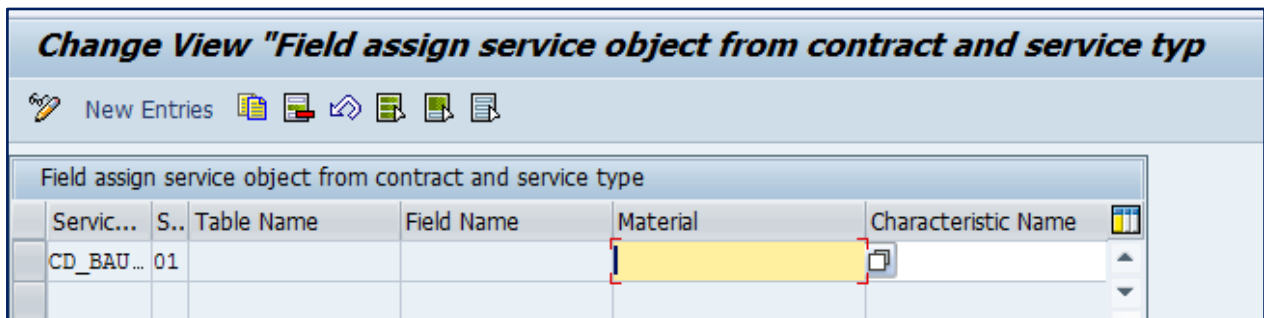 Change View "Field assign service object from contract and service typ
New Entries
Field assign service object from contract and service type
Servic... S.. Table Name Field Name Material Characteristic Name
CD_BAU… 01